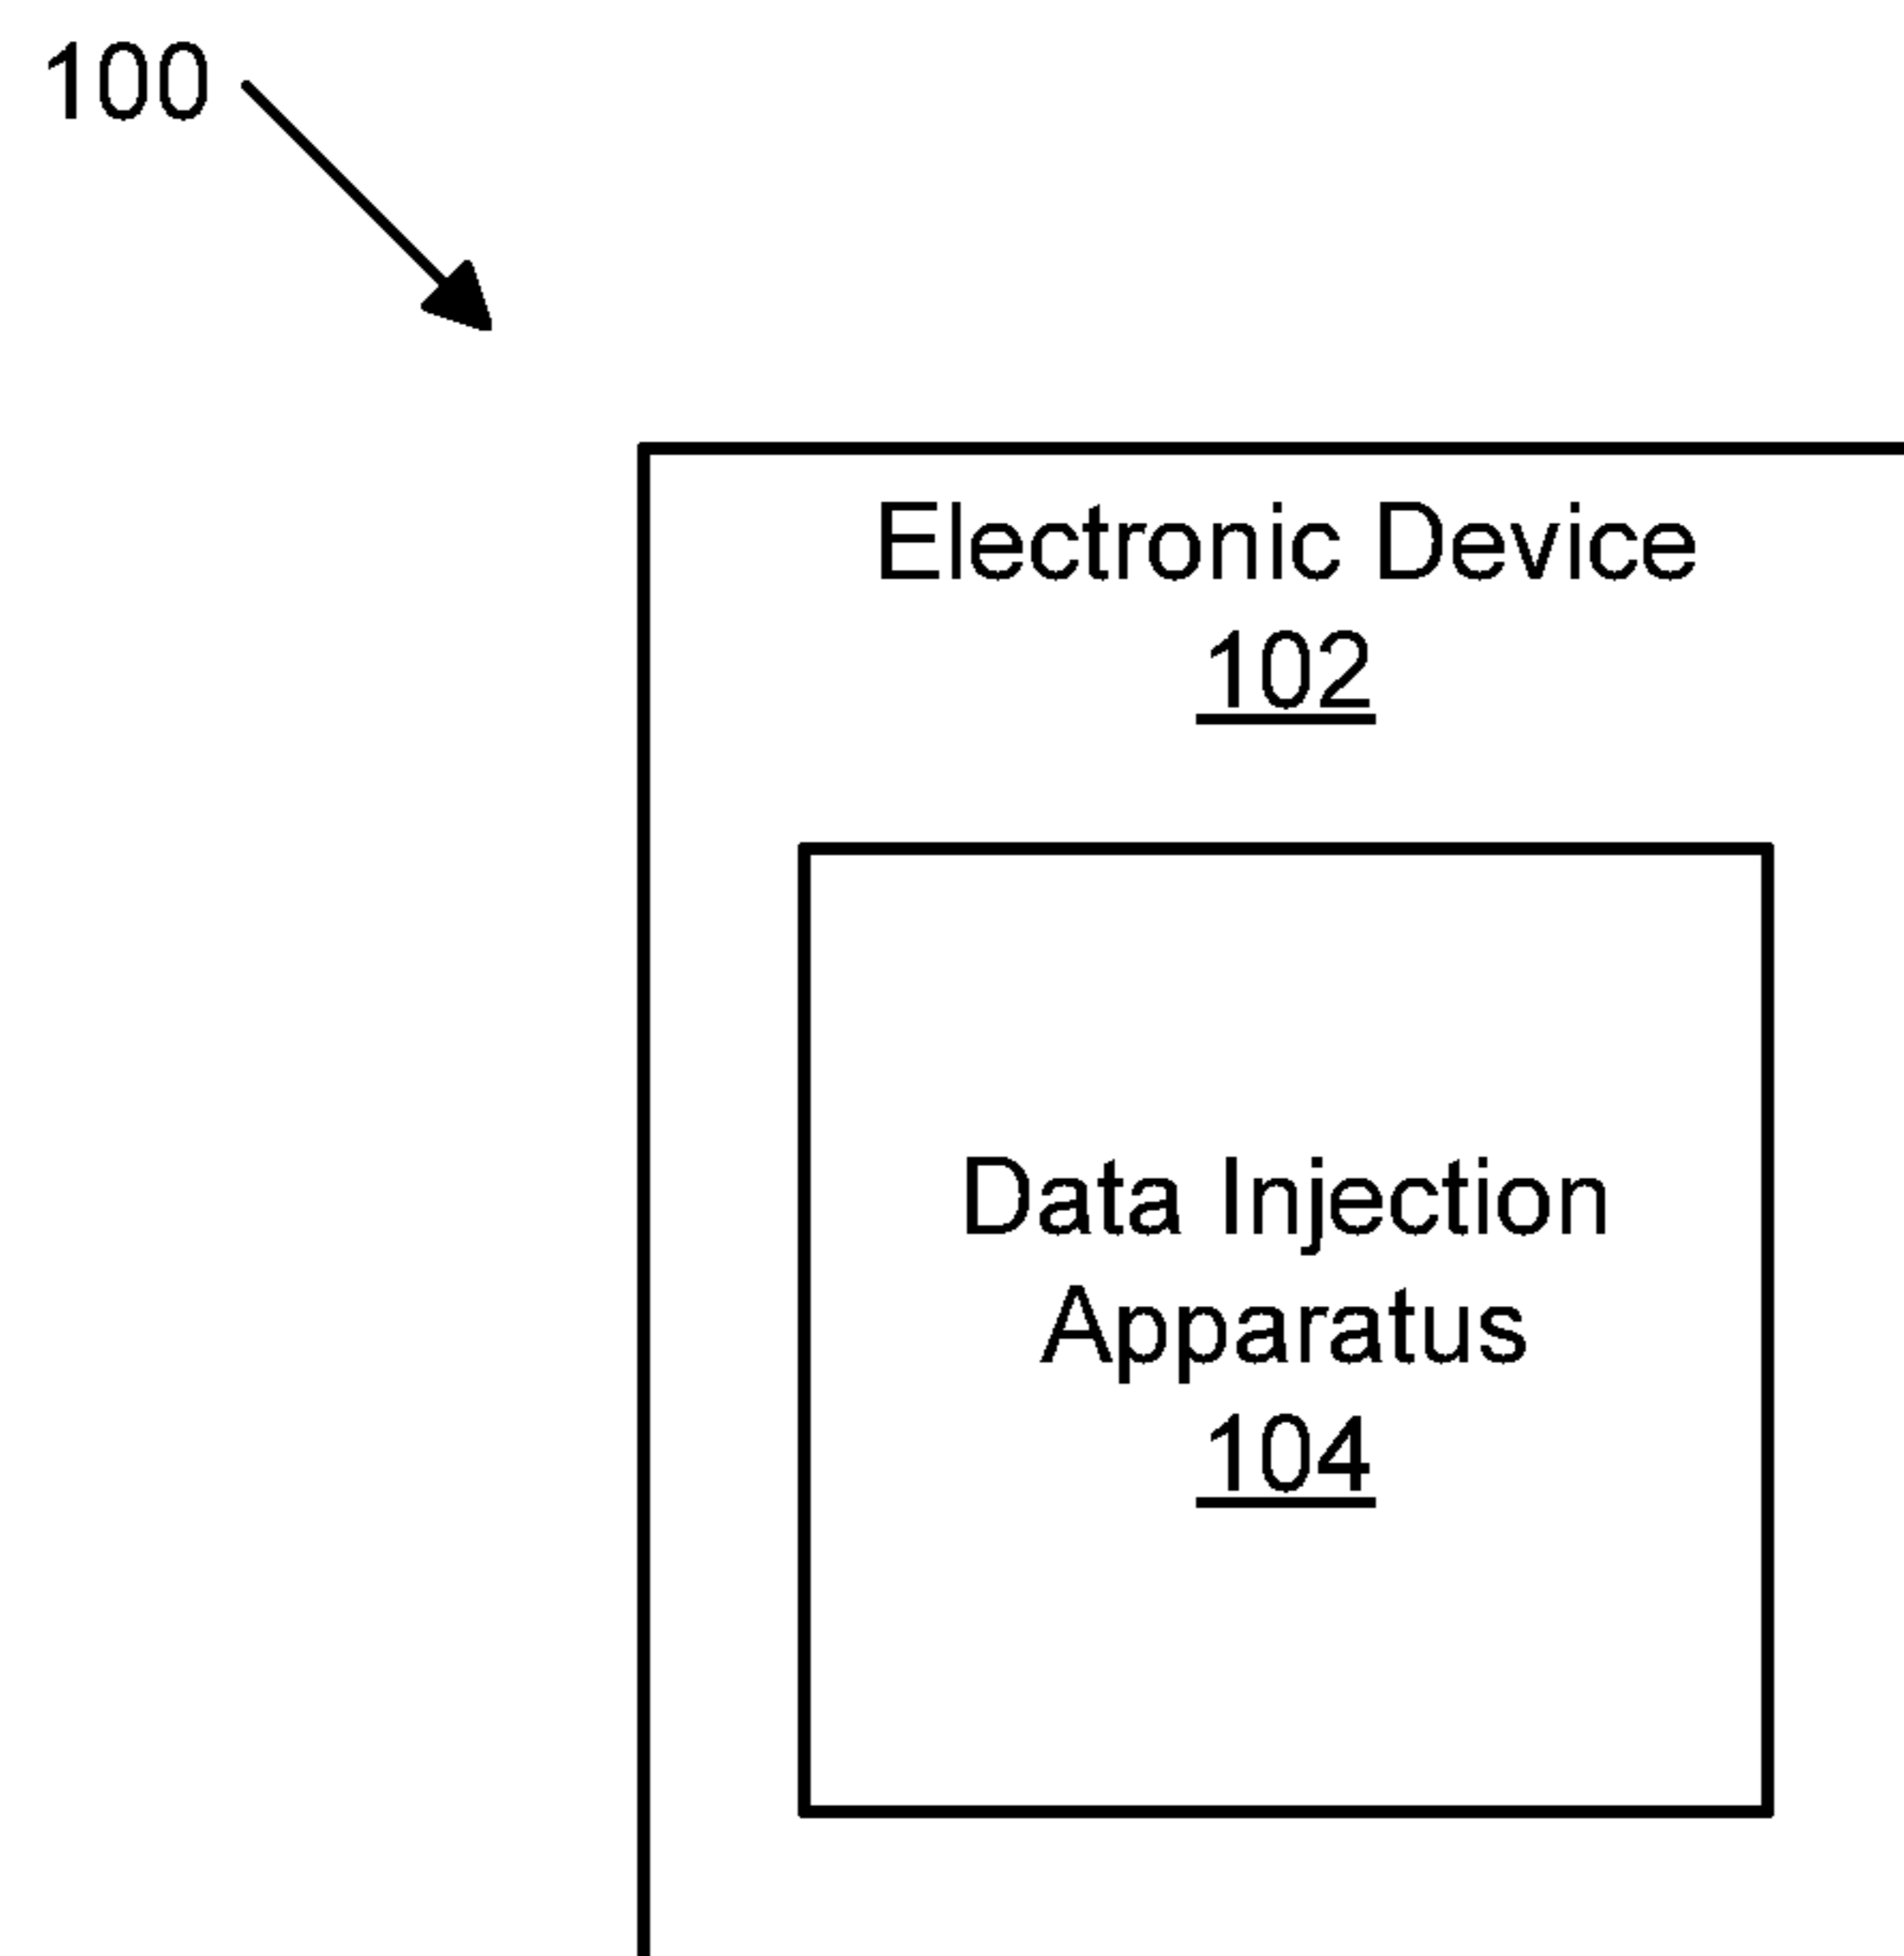 100
Electronic Device
102
Data Injection
Apparatus
104